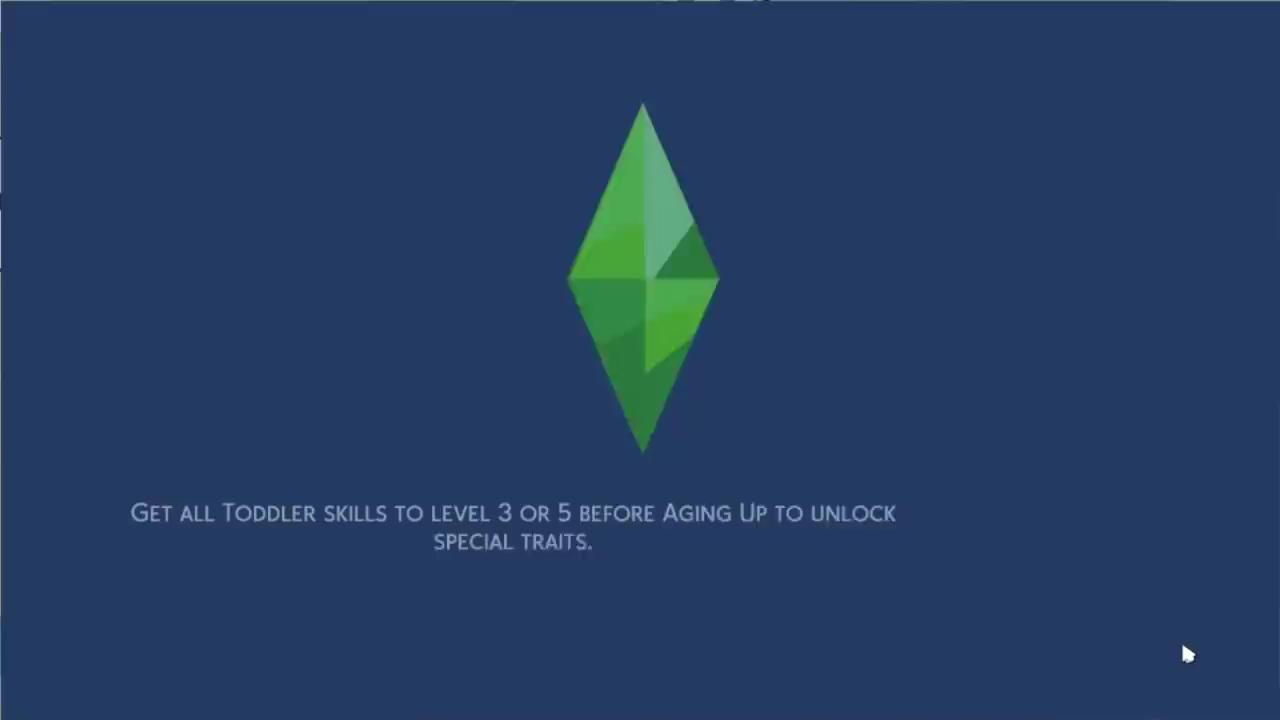 Get all Toddler skills to level 3 or 5 before Aging Up to unlock
special traits.